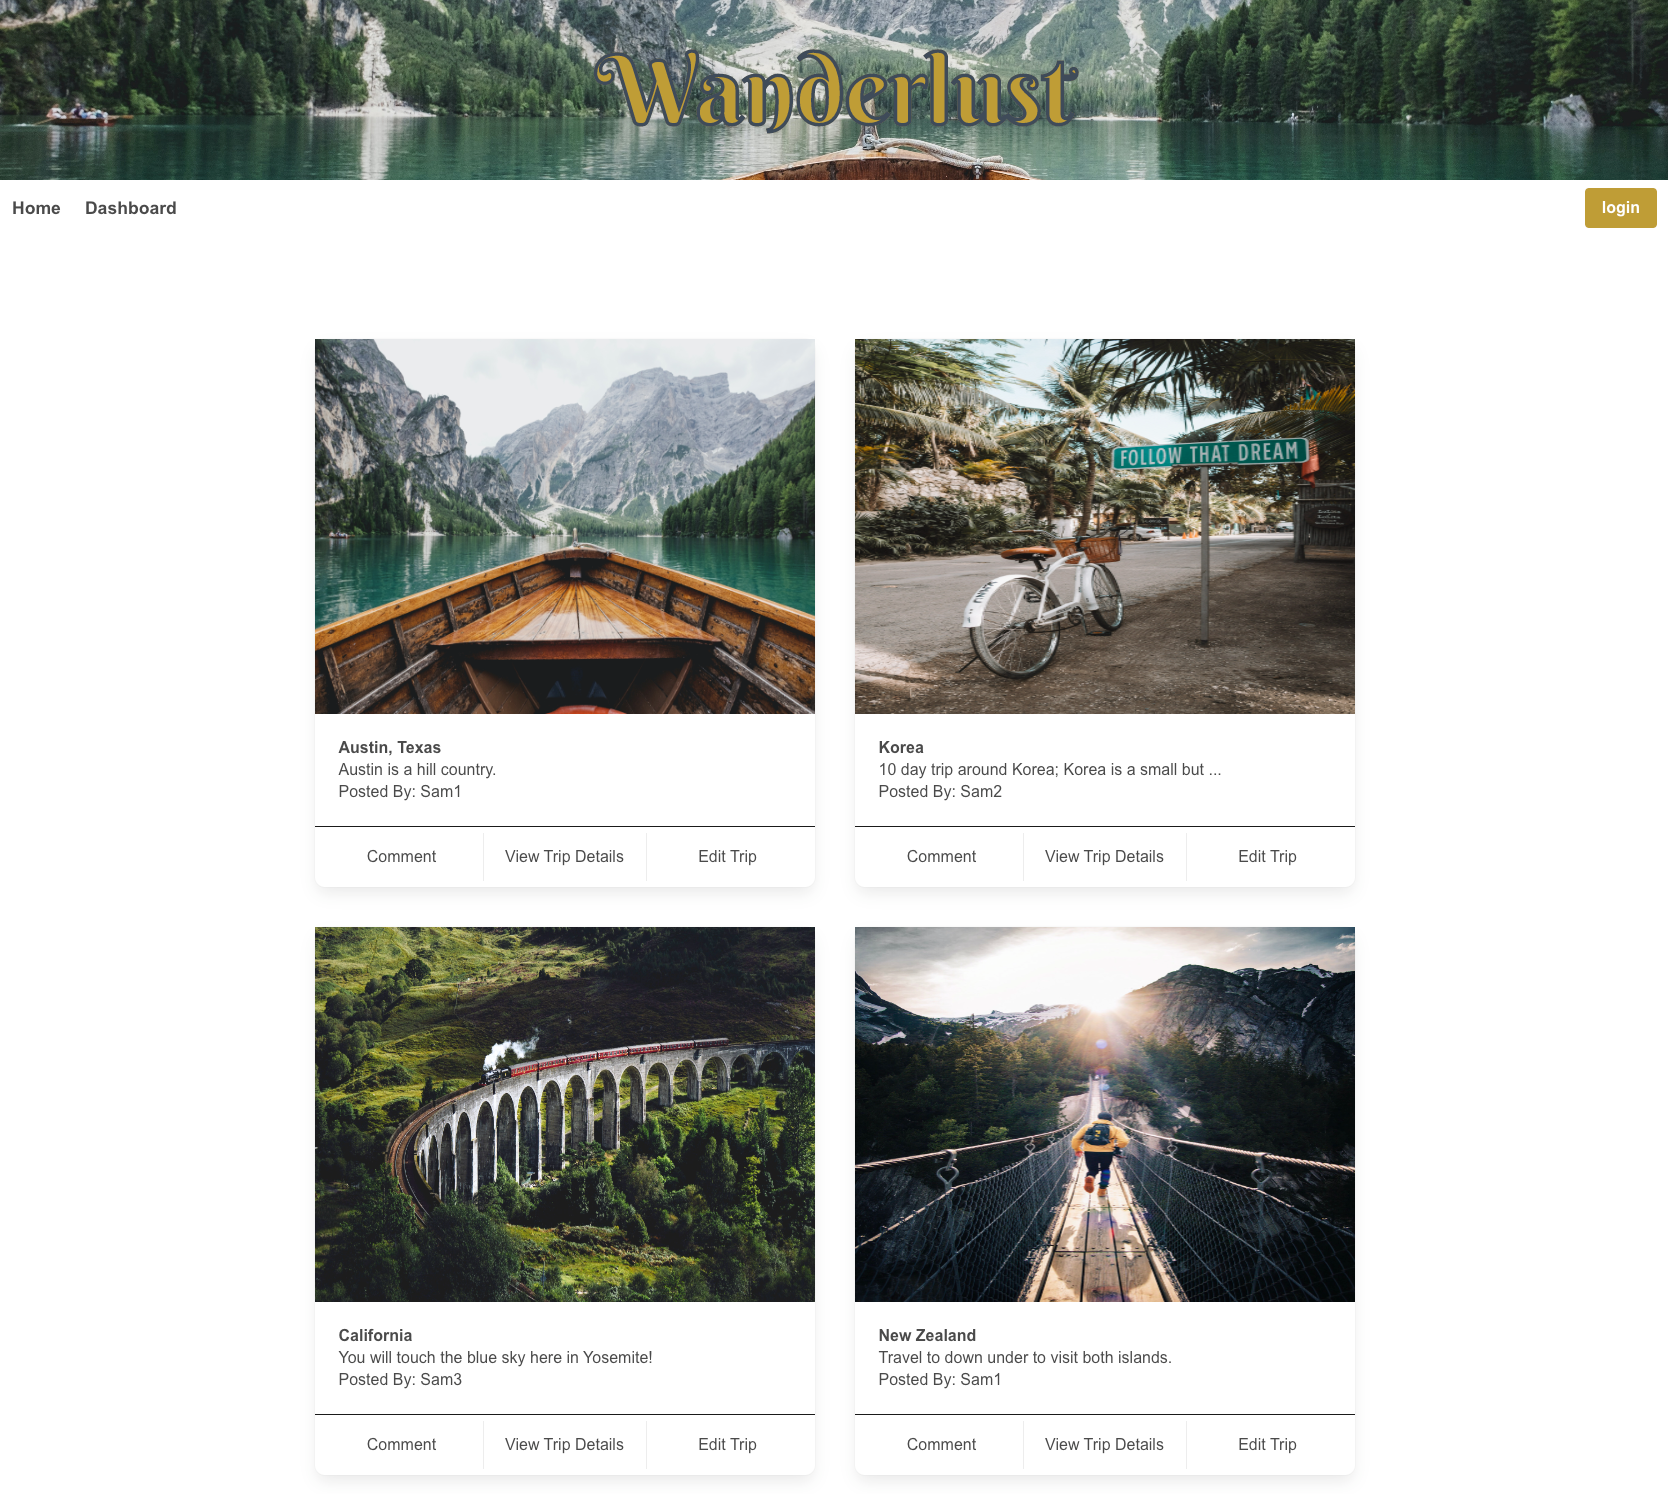 Wanderlust
Home Dashboard login
FOLLOW THAT DREAM
Austin, Texas
Austin is a hill country.
Posted By: Sam1
Comment View Trip Details Edit Trip
Korea
10 day trip around Korea; Korea is a small but ...
Posted By: Sam2
Comment View Trip Details Edit Trip
California
You will touch the blue sky here in Yosemite!
Posted By: Sam3
Comment View Trip Details Edit Trip
New Zealand
Travel to down under to visit both islands.
Posted By: Sam1
Comment View Trip Details Edit Trip